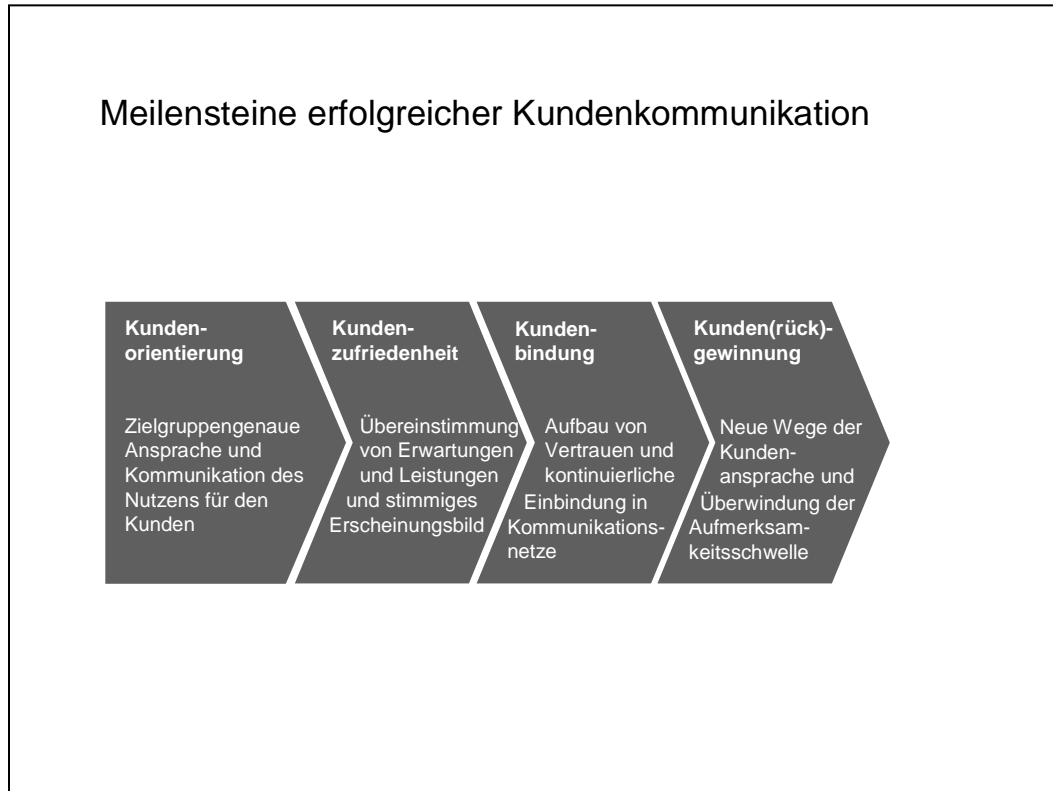 Meilensteine erfolgreicher Kundenkommunikation
Kunden-
orientierung
Zielgruppengenaue
Ansprache und
Kommunikation des
Nutzens für den
Kunden
Kunden-
zufriedenheit
Übereinstimmung
von Erwartungen
und Leistungen
und stimmiges
Erscheinungsbild
Kunden-
bindung
Aufbau von
Vertrauen und
kontinuierliche
Einbindung in
Kommunikations-
netze
Kunden(rück)-
gewinnung
Neue Wege der
Kunden-
ansprache und
Überwindung der
Aufmerksam-
keitsschwelle